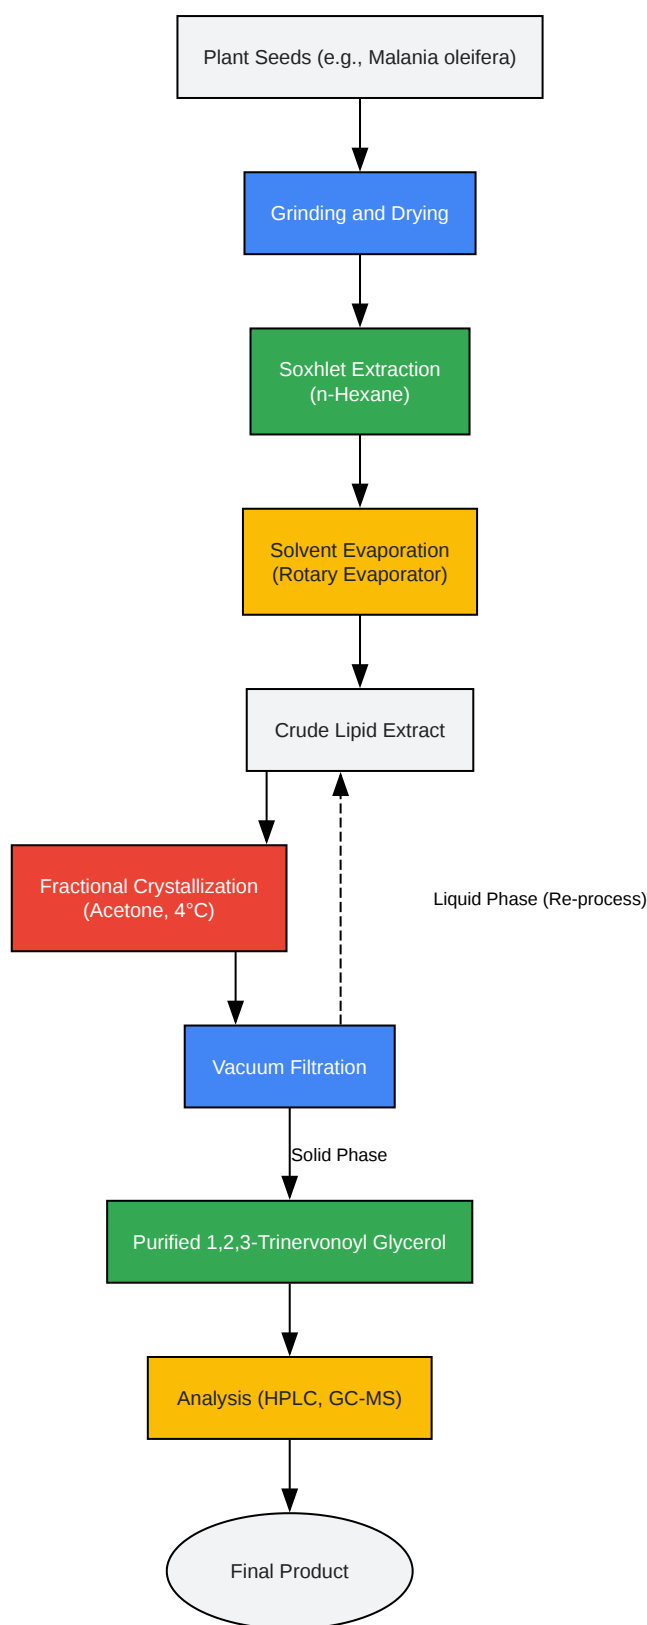 Plant Seeds (e.g., Malania oleifera)
Grinding and Drying
Soxhlet Extraction
(n-Hexane)
Solvent Evaporation
(Rotary Evaporator)
Crude Lipid Extract
Fractional Crystallization
(Acetone, 4°C)
Liquid Phase (Re-process)
Vacuum Filtration
Solid Phase
Purified 1,2,3-Trinervonoyl Glycerol
Analysis (HPLC, GC-MS)
Final Product